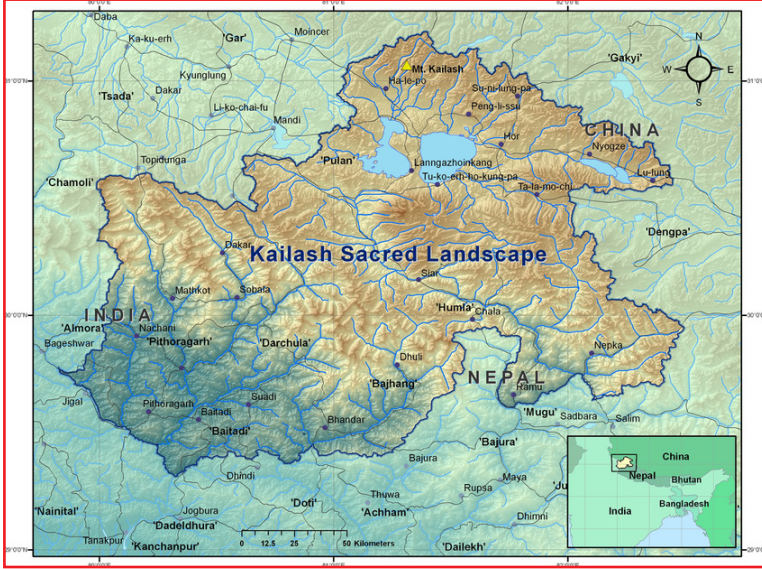 Daba
Ka-ku-erh
'Gar'
Moincer
Mt. Kailash
'Gakyi'
N
W
E
S
Kyunglung
Ha-le-po
Su-ni-lung-pa
'Tsada'
Dakar
Li-ko-chai-fu
Peng-li-ssu
Mandi
Hor
CHINA
Nyogze
Topidunga
'Pulan'
Lanngazhoinkang
Tu-ko-erh-ho-kung-pa
Lu-lung
'Chamoli'
Ta-la-mo-chi
'Dengpa'
Dakar
Kailash Sacred Landscape
Siar
Mathkot
Sobala
'Humla'
Chala
INDIA
'Almora'
Nachani
Bageshwar
'Pithoragarh'
'Darchula'
Nepka
Dhuli
'Bajhang'
NEPAL
Ramu
Jigal
Pithoragarh
Suadi
Baitadi
'Baitadi'
Bhandar
'Mugu'
Sadbara
Salim
'Bajura'
Bajura
Dhindi
Maya
'Ju
Thuwa
Rupsa
'Doti'
'Achham'
'Nainital'
Jogbura
'Dadeldhura'
Dhimni
Tanakpur
'Kanchanpur'
'Dailekh'
0 12.5 25 50 Kilometers
China
Nepal
Bhutan
India
Bangladesh